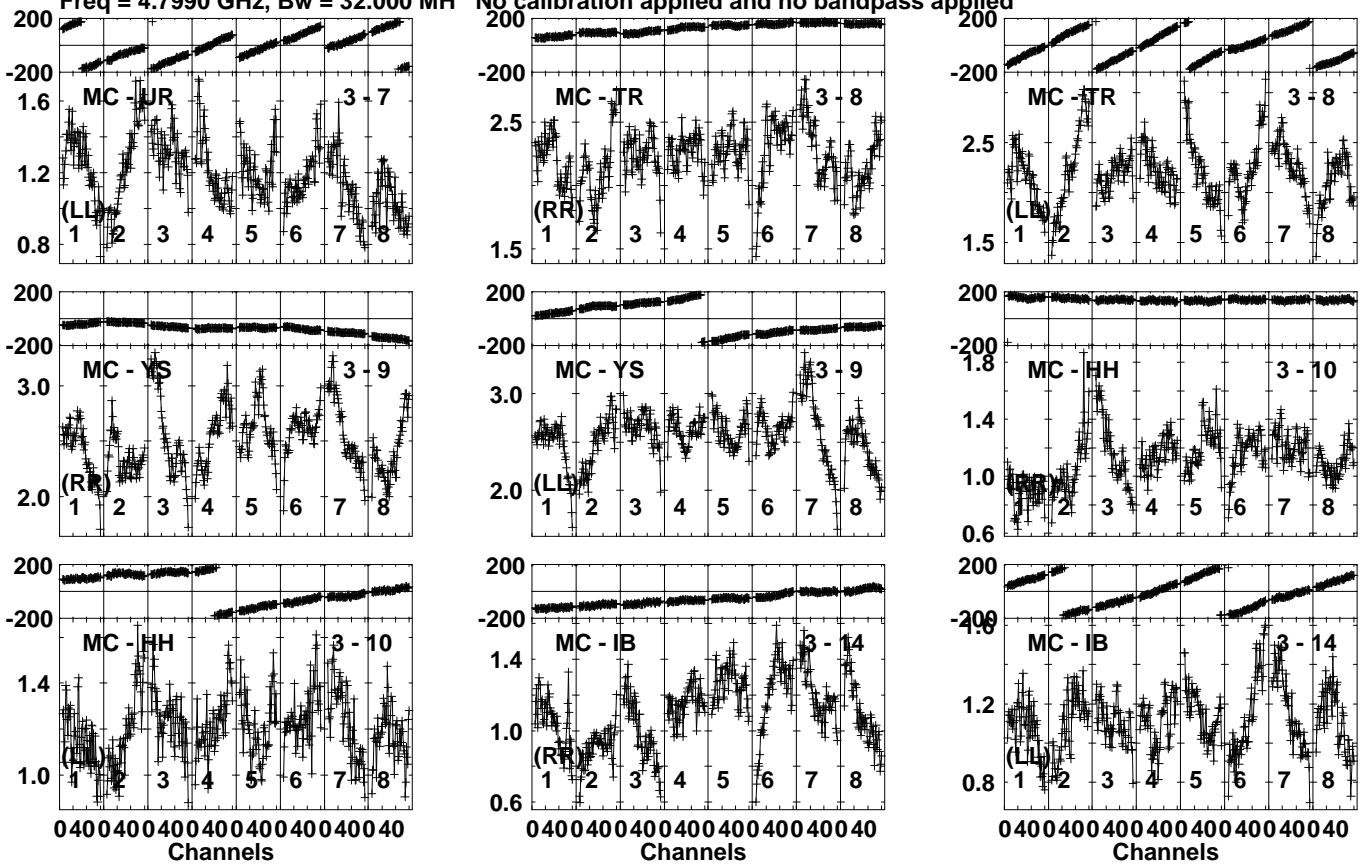 Freq = 4.7990 GHz, Bw = 32.000 MH No calibration applied and no bandpass applied
200 200 200
-200 -200 -200
MC - UR 3 - 7 MC - TR 3 - 8 MC - TR 3 - 8
1.6
2.5 2.5
1.2
(LL) (RR) (LL)
1 2 3 4 5 6 7 8 1 2 3 4 5 6 7 8 1 2 3 4 5 6 7 8
0.8 1.5 1.5
200 200 200
-200 -200 -200
MC - YS 3 - 9 MC - YS 3 - 9 MC - HH 3 - 10
1.8
3.0 3.0
1.4
1.0
(RR) (LL) (RR)
2.0 2.0
1 2 3 4 5 6 7 8 1 2 3 4 5 6 7 8 1 2 3 4 5 6 7 8
0.6
200 200 200
-200 -200 -200
1.6
MC - HH 3 - 10 MC - IB 3 - 14 MC - IB 3 - 14
1.4 1.4
1.2
1.0
(LL) (RR) (LL)
1.0 0.8
1 2 3 4 5 6 7 8 1 2 3 4 5 6 7 8 1 2 3 4 5 6 7 8
0.6
0 40 0 40 0 40 0 40 0 40 0 40 0 40 0 40 0 40 0 40 0 40 0 40 0 40 0 40 0 40 0 40 0 40 0 40 0 40 0 40 0 40 0 40 0 40 0 40
Channels Channels Channels